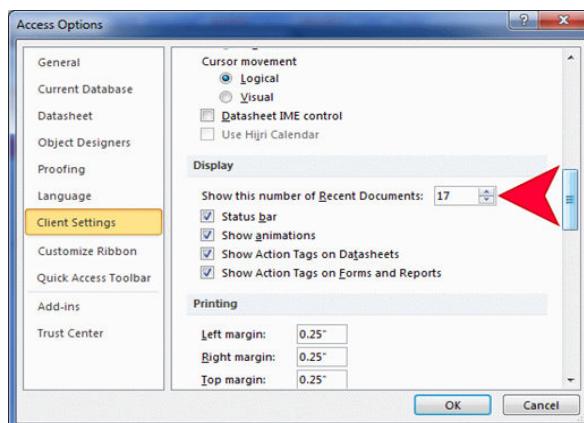 Access Options
General
Current Database
Datasheet
Object Designers
Proofing
Language
Client Settings
Customize Ribbon
Quick Access Toolbar
Add-ins
Trust Center
Cursor movement
Logical
Visual
Datasheet IME control
Use Hijri Calendar
Display
Show this number of Recent Documents: 17
Status bar
Show animations
Show Action Tags on Datasheets
Show Action Tags on Forms and Reports
Printing
Left margin: 0.25"
Right margin: 0.25"
Top margin: 0.25"
OK Cancel